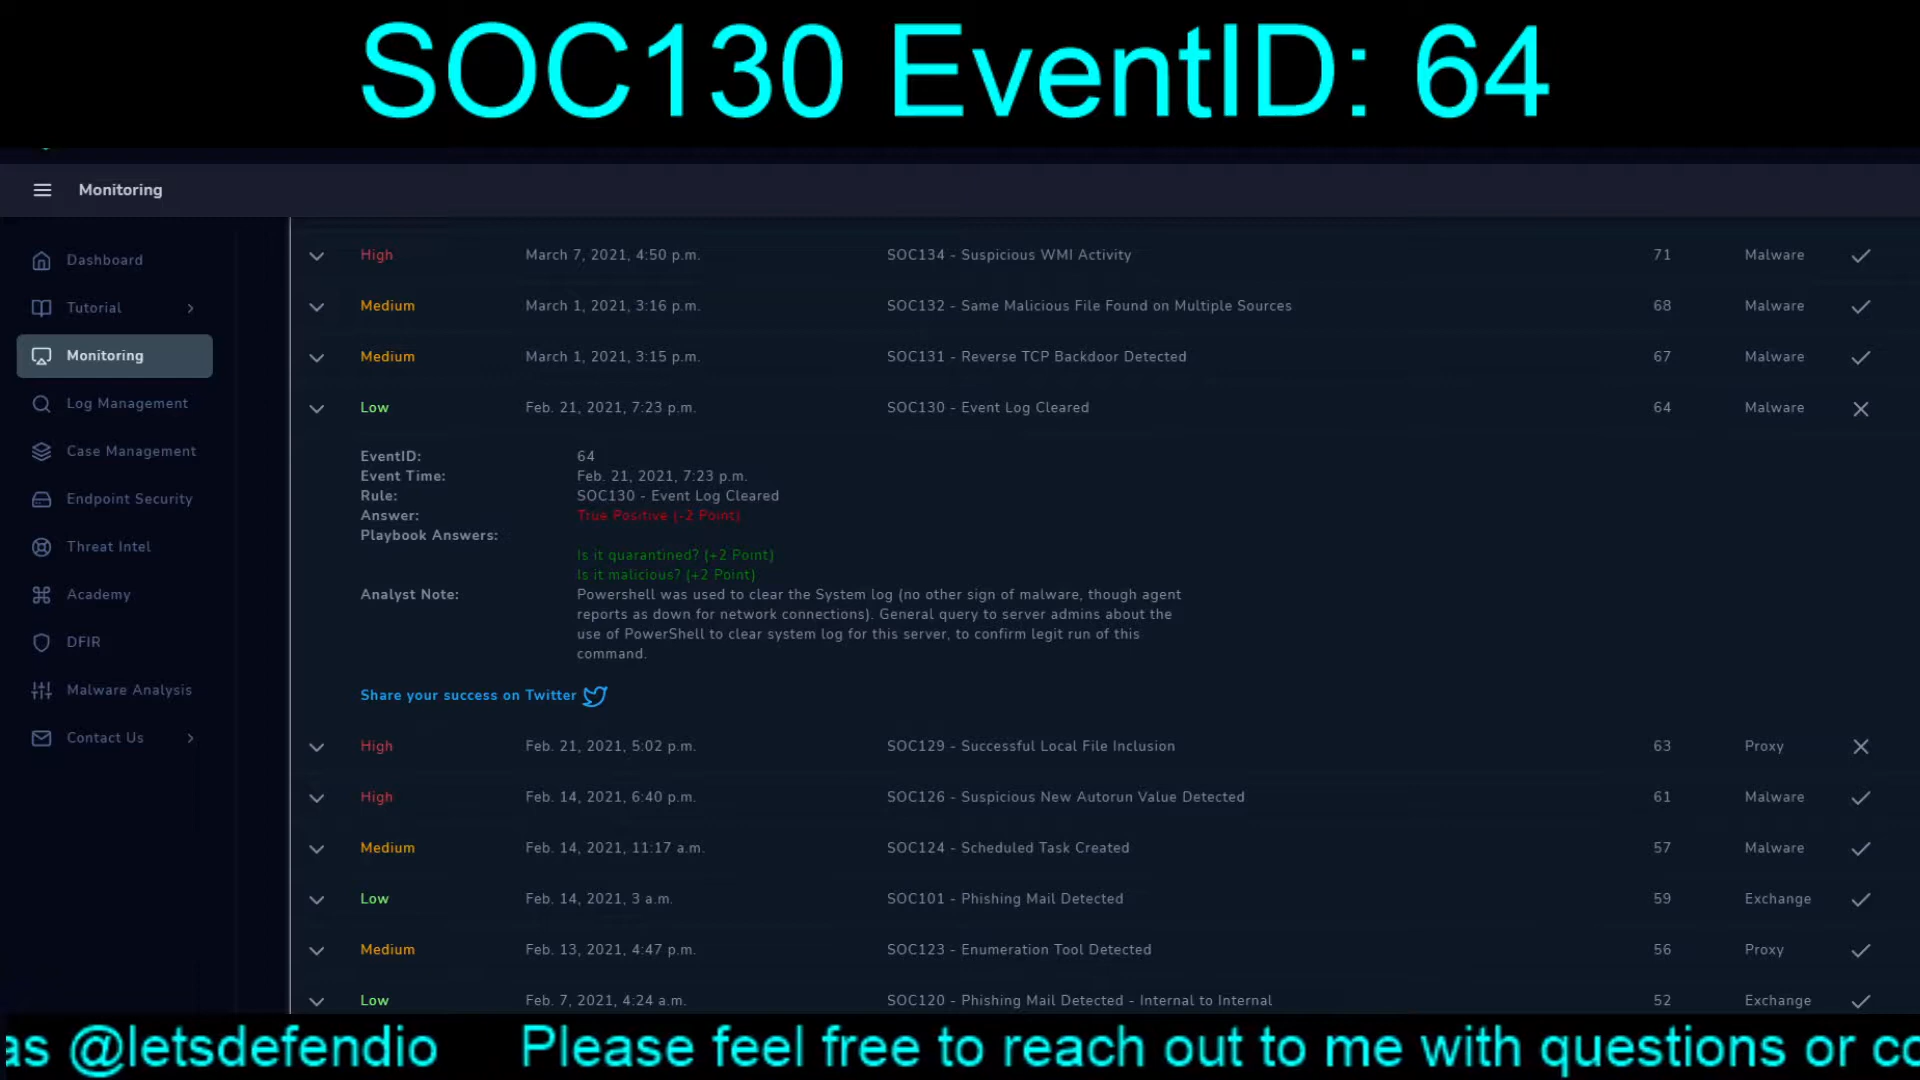 SOC130 EventID: 64
Monitoring
Dashboard
Tutorial
Monitoring
Log Management
Case Management
Endpoint Security
Threat Intel
Academy
DFIR
Malware Analysis
Contact Us
High March 7, 2021, 4:50 p.m. SOC134 - Suspicious WMI Activity 71 Malware
Medium March 1, 2021, 3:16 p.m. SOC132 - Same Malicious File Found on Multiple Sources 68 Malware
Medium March 1, 2021, 3:15 p.m. SOC131 - Reverse TCP Backdoor Detected 67 Malware
Low Feb. 21, 2021, 7:23 p.m. SOC130 - Event Log Cleared 64 Malware
EventID: 64
Event Time: Feb. 21, 2021, 7:23 p.m.
Rule: SOC130 - Event Log Cleared
Answer: True Positive (-2 Point)
Playbook Answers:
Is it quarantined? (+2 Point)
Is it malicious? (+2 Point)
Analyst Note: Powershell was used to clear the System log (no other sign of malware, though agent
reports as down for network connections). General query to server admins about the
use of PowerShell to clear system log for this server, to confirm legit run of this
command.
Share your success on Twitter
High Feb. 21, 2021, 5:02 p.m. SOC129 - Successful Local File Inclusion 63 Proxy
High Feb. 14, 2021, 6:40 p.m. SOC126 - Suspicious New Autorun Value Detected 61 Malware
Medium Feb. 14, 2021, 11:17 a.m. SOC124 - Scheduled Task Created 57 Malware
Low Feb. 14, 2021, 3 a.m. SOC101 - Phishing Mail Detected 59 Exchange
Medium Feb. 13, 2021, 4:47 p.m. SOC123 - Enumeration Tool Detected 56 Proxy
Low Feb. 7, 2021, 4:24 a.m. SOC120 - Phishing Mail Detected - Internal to Internal 52 Exchange
as @letsdefendio Please feel free to reach out to me with questions or co